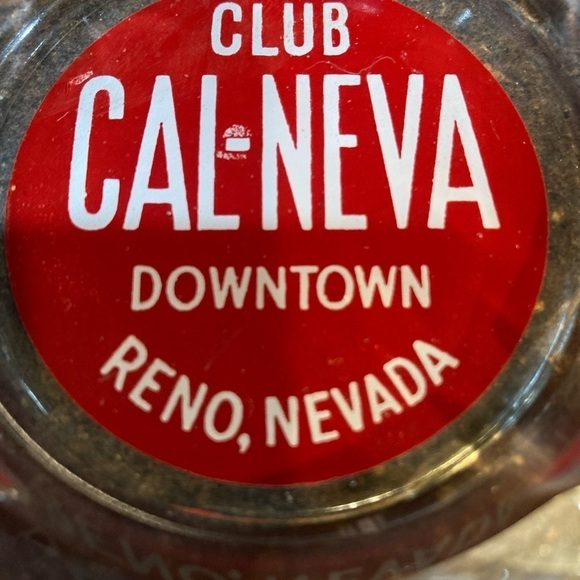 CLUB
CAL-NEVA
DOWNTOWN
RENO, NEVADA